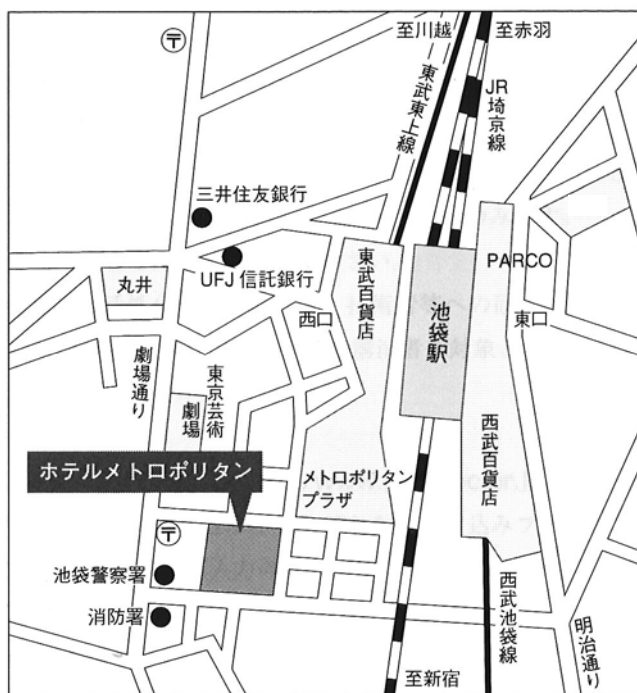 〒
至川越
至赤羽
東武東上線
JR埼京線
三井住友銀行
UFJ信託銀行
丸井
西口
東武百貨店
池袋駅
PARCO
東口
劇場通り
東京芸術
劇場
西武百貨店
ホテルメトロポリタン
メトロポリタン
プラザ
〒
池袋警察署
消防署
西武池袋線
明治通り
至新宿